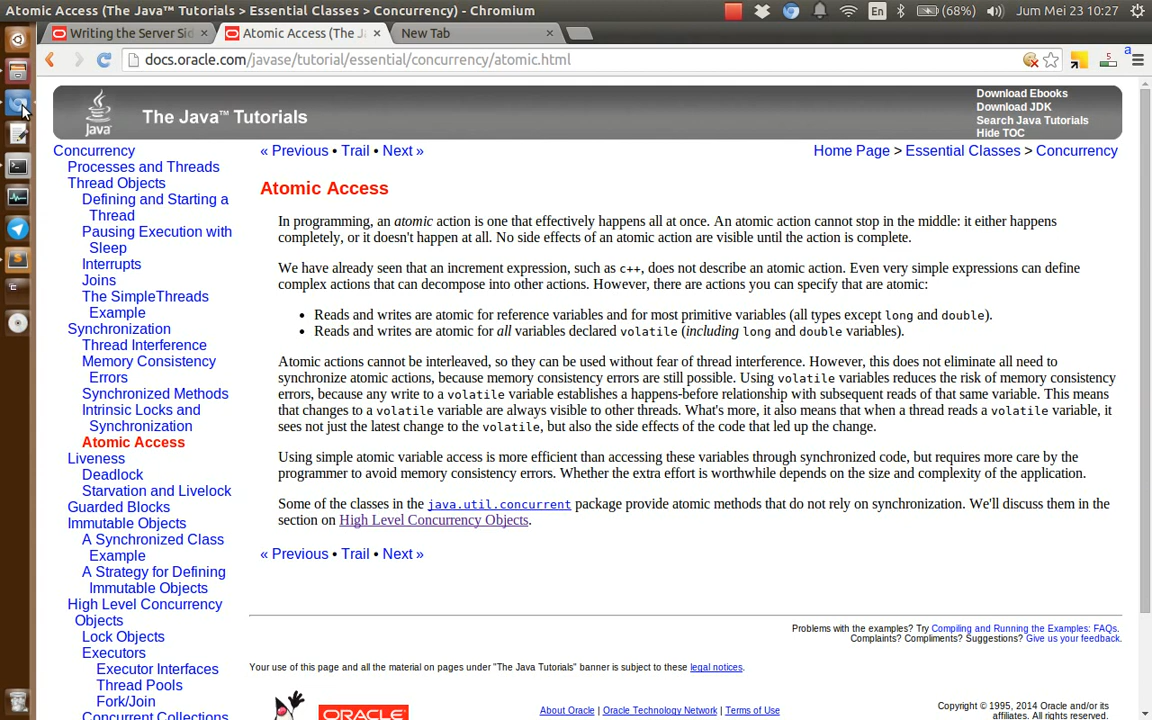 Atomic Access (The Java™ Tutorials > Essential Classes > Concurrency) - Chromium
En
(68%)
Jum Mei 23 10:27
Writing the Server Sid
Atomic Access (The Ja
New Tab
docs.oracle.com/javase/tutorial/essential/concurrency/atomic.html
5
a
Java
The Java™ Tutorials
Download Ebooks
Download JDK
Search Java Tutorials
Hide TOC
Concurrency
Processes and Threads
Thread Objects
Defining and Starting a
Thread
Pausing Execution with
Sleep
Interrupts
Joins
The SimpleThreads
Example
Synchronization
Thread Interference
Memory Consistency
Errors
Synchronized Methods
Intrinsic Locks and
Synchronization
Atomic Access
Liveness
Deadlock
Starvation and Livelock
Guarded Blocks
Immutable Objects
A Synchronized Class
Example
A Strategy for Defining
Immutable Objects
High Level Concurrency
Objects
Lock Objects
Executors
Executor Interfaces
Thread Pools
Fork/Join
Concurrent Collections
« Previous • Trail • Next »
Home Page > Essential Classes > Concurrency
Atomic Access
In programming, an atomic action is one that effectively happens all at once. An atomic action cannot stop in the middle: it either happens
completely, or it doesn't happen at all. No side effects of an atomic action are visible until the action is complete.
We have already seen that an increment expression, such as c++, does not describe an atomic action. Even very simple expressions can define
complex actions that can decompose into other actions. However, there are actions you can specify that are atomic:
• Reads and writes are atomic for reference variables and for most primitive variables (all types except long and double).
• Reads and writes are atomic for all variables declared volatile (including long and double variables).
Atomic actions cannot be interleaved, so they can be used without fear of thread interference. However, this does not eliminate all need to
synchronize atomic actions, because memory consistency errors are still possible. Using volatile variables reduces the risk of memory consistency
errors, because any write to a volatile variable establishes a happens-before relationship with subsequent reads of that same variable. This means
that changes to a volatile variable are always visible to other threads. What's more, it also means that when a thread reads a volatile variable, it
sees not just the latest change to the volatile, but also the side effects of the code that led up the change.
Using simple atomic variable access is more efficient than accessing these variables through synchronized code, but requires more care by the
programmer to avoid memory consistency errors. Whether the extra effort is worthwhile depends on the size and complexity of the application.
Some of the classes in the java.util.concurrent package provide atomic methods that do not rely on synchronization. We'll discuss them in the
section on High Level Concurrency Objects.
« Previous • Trail • Next »
Problems with the examples? Try Compiling and Running the Examples: FAQs.
Complaints? Compliments? Suggestions? Give us your feedback.
Your use of this page and all the material on pages under "The Java Tutorials" banner is subject to these legal notices.
ORACLE
About Oracle | Oracle Technology Network | Terms of Use
Copyright © 1995, 2014 Oracle and/or its
affiliates. All rights reserved.